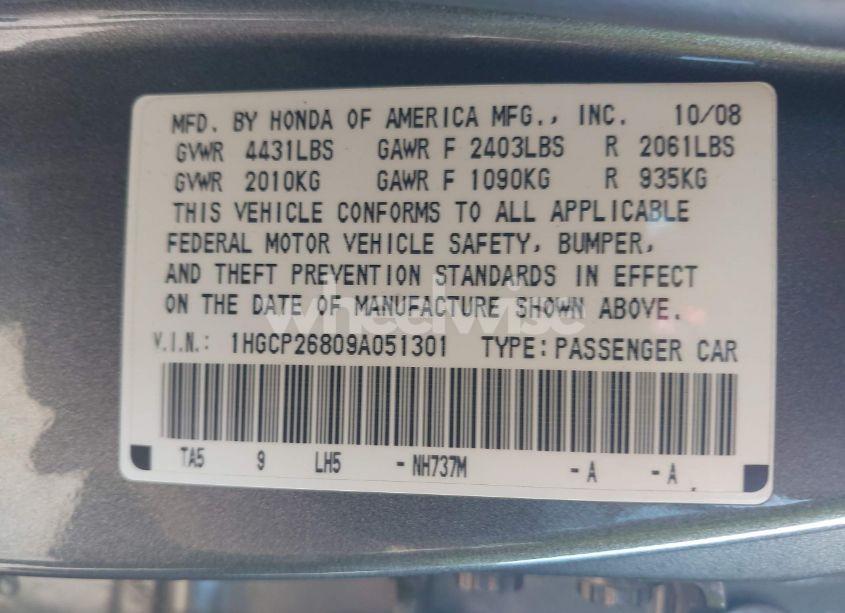 MFD. BY HONDA OF AMERICA MFG., INC. 10/08
GVWR 4431LBS GAWR F 2403LBS R 2061LBS
GVWR 2010KG GAWR F 1090KG R 935KG
THIS VEHICLE CONFORMS TO ALL APPLICABLE
FEDERAL MOTOR VEHICLE SAFETY, BUMPER,
AND THEFT PREVENTION STANDARDS IN EFFECT
ON THE DATE OF MANUFACTURE SHOWN ABOVE.
wheelwise
V.I.N.: 1HGCP26809A051301 TYPE: PASSENGER CAR
TA5 9 LH5 - NH737M - A - A